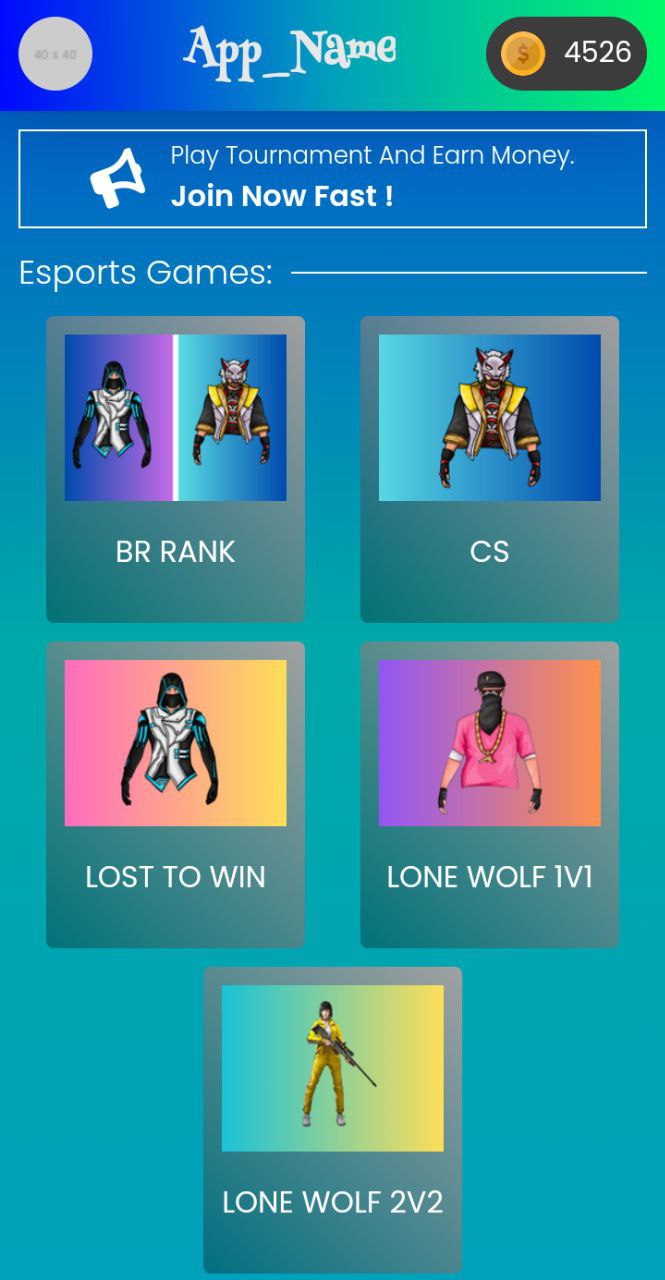 40 x 40
App_Name
4526
Play Tournament And Earn Money.
Join Now Fast !
Esports Games:
BR RANK
CS
LOST TO WIN
LONE WOLF 1V1
LONE WOLF 2V2